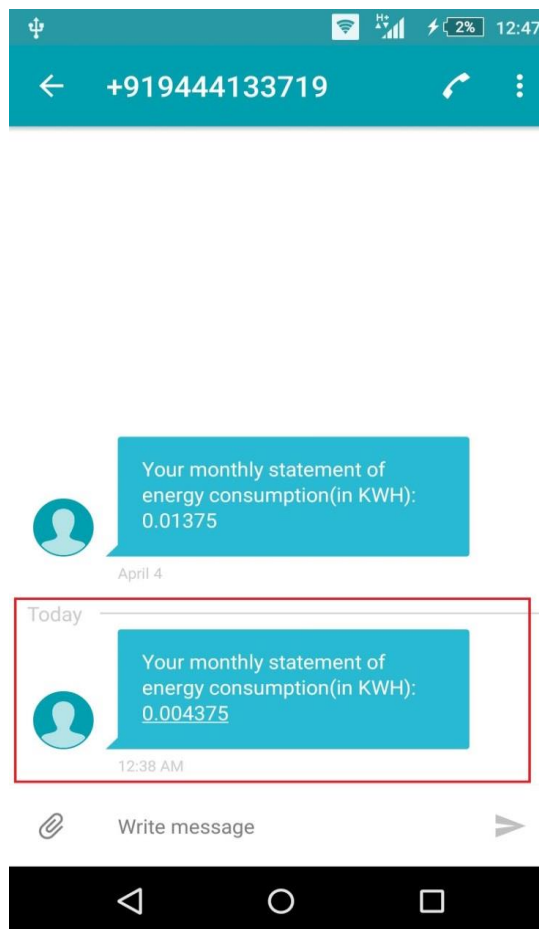 H+ 2% 12:47
+919444133719
Your monthly statement of
energy consumption(in KWH):
0.01375
April 4
Today
Your monthly statement of
energy consumption(in KWH):
0.004375
12:38 AM
Write message